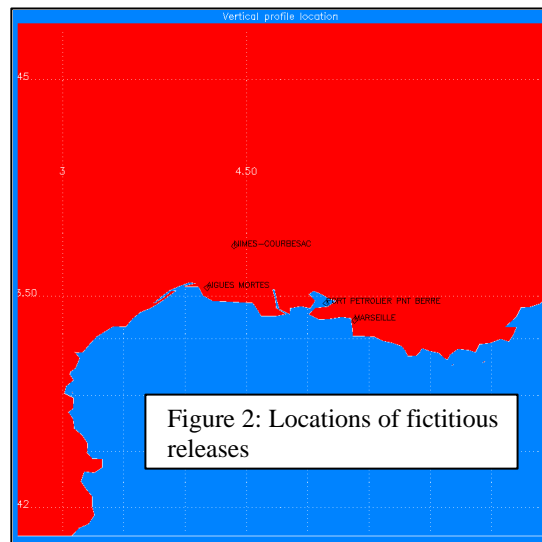 Vertical profile location
45
3
4.50
NIMES-COURBESAC
AIGUES MORTES
3.50
PORT PETROLIER PNT BERRE
MARSEILLE
Figure 2: Locations of fictitious
releases
42